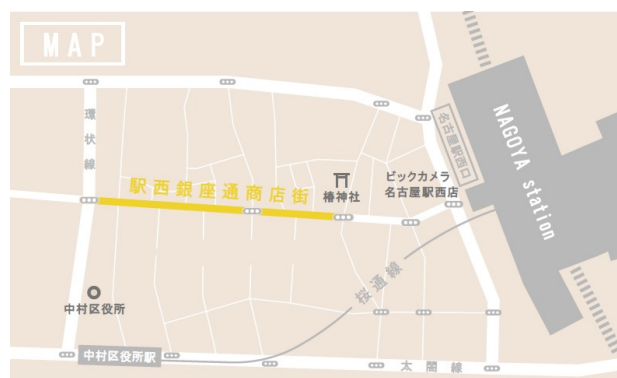 MAP
環状線
駅西銀座通商店街
椿神社
ビックカメラ
名古屋駅西店
名古屋駅西口
NAGOYA station
桜通線
中村区役所
中村区役所駅
太閤線